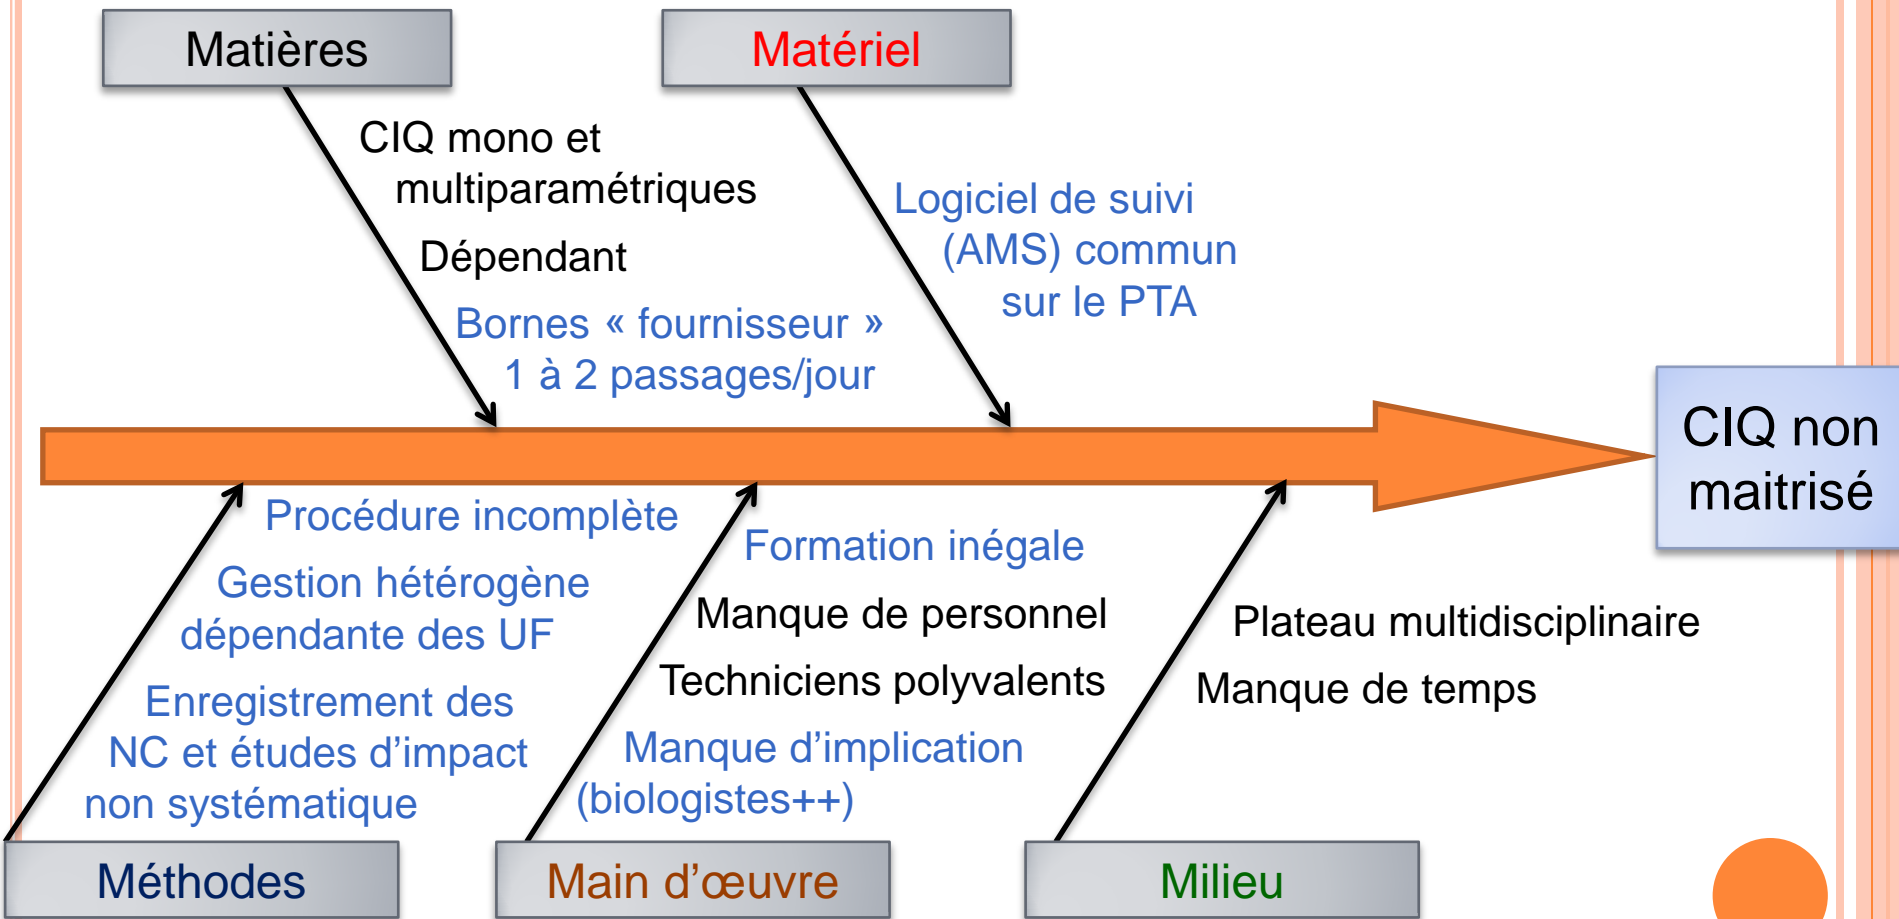 Matières
Matériel
CIQ mono et
multiparamétriques
Dépendant
Bornes « fournisseur »
1 à 2 passages/jour
Logiciel de suivi
(AMS) commun
sur le PTA
CIQ non
maitrisé
Procédure incomplète
Gestion hétérogène
dépendante des UF
Enregistrement des
NC et études d’impact
non systématique
Formation inégale
Manque de personnel
Techniciens polyvalents
Manque d’implication
(biologistes++)
Plateau multidisciplinaire
Manque de temps
Méthodes
Main d’œuvre
Milieu